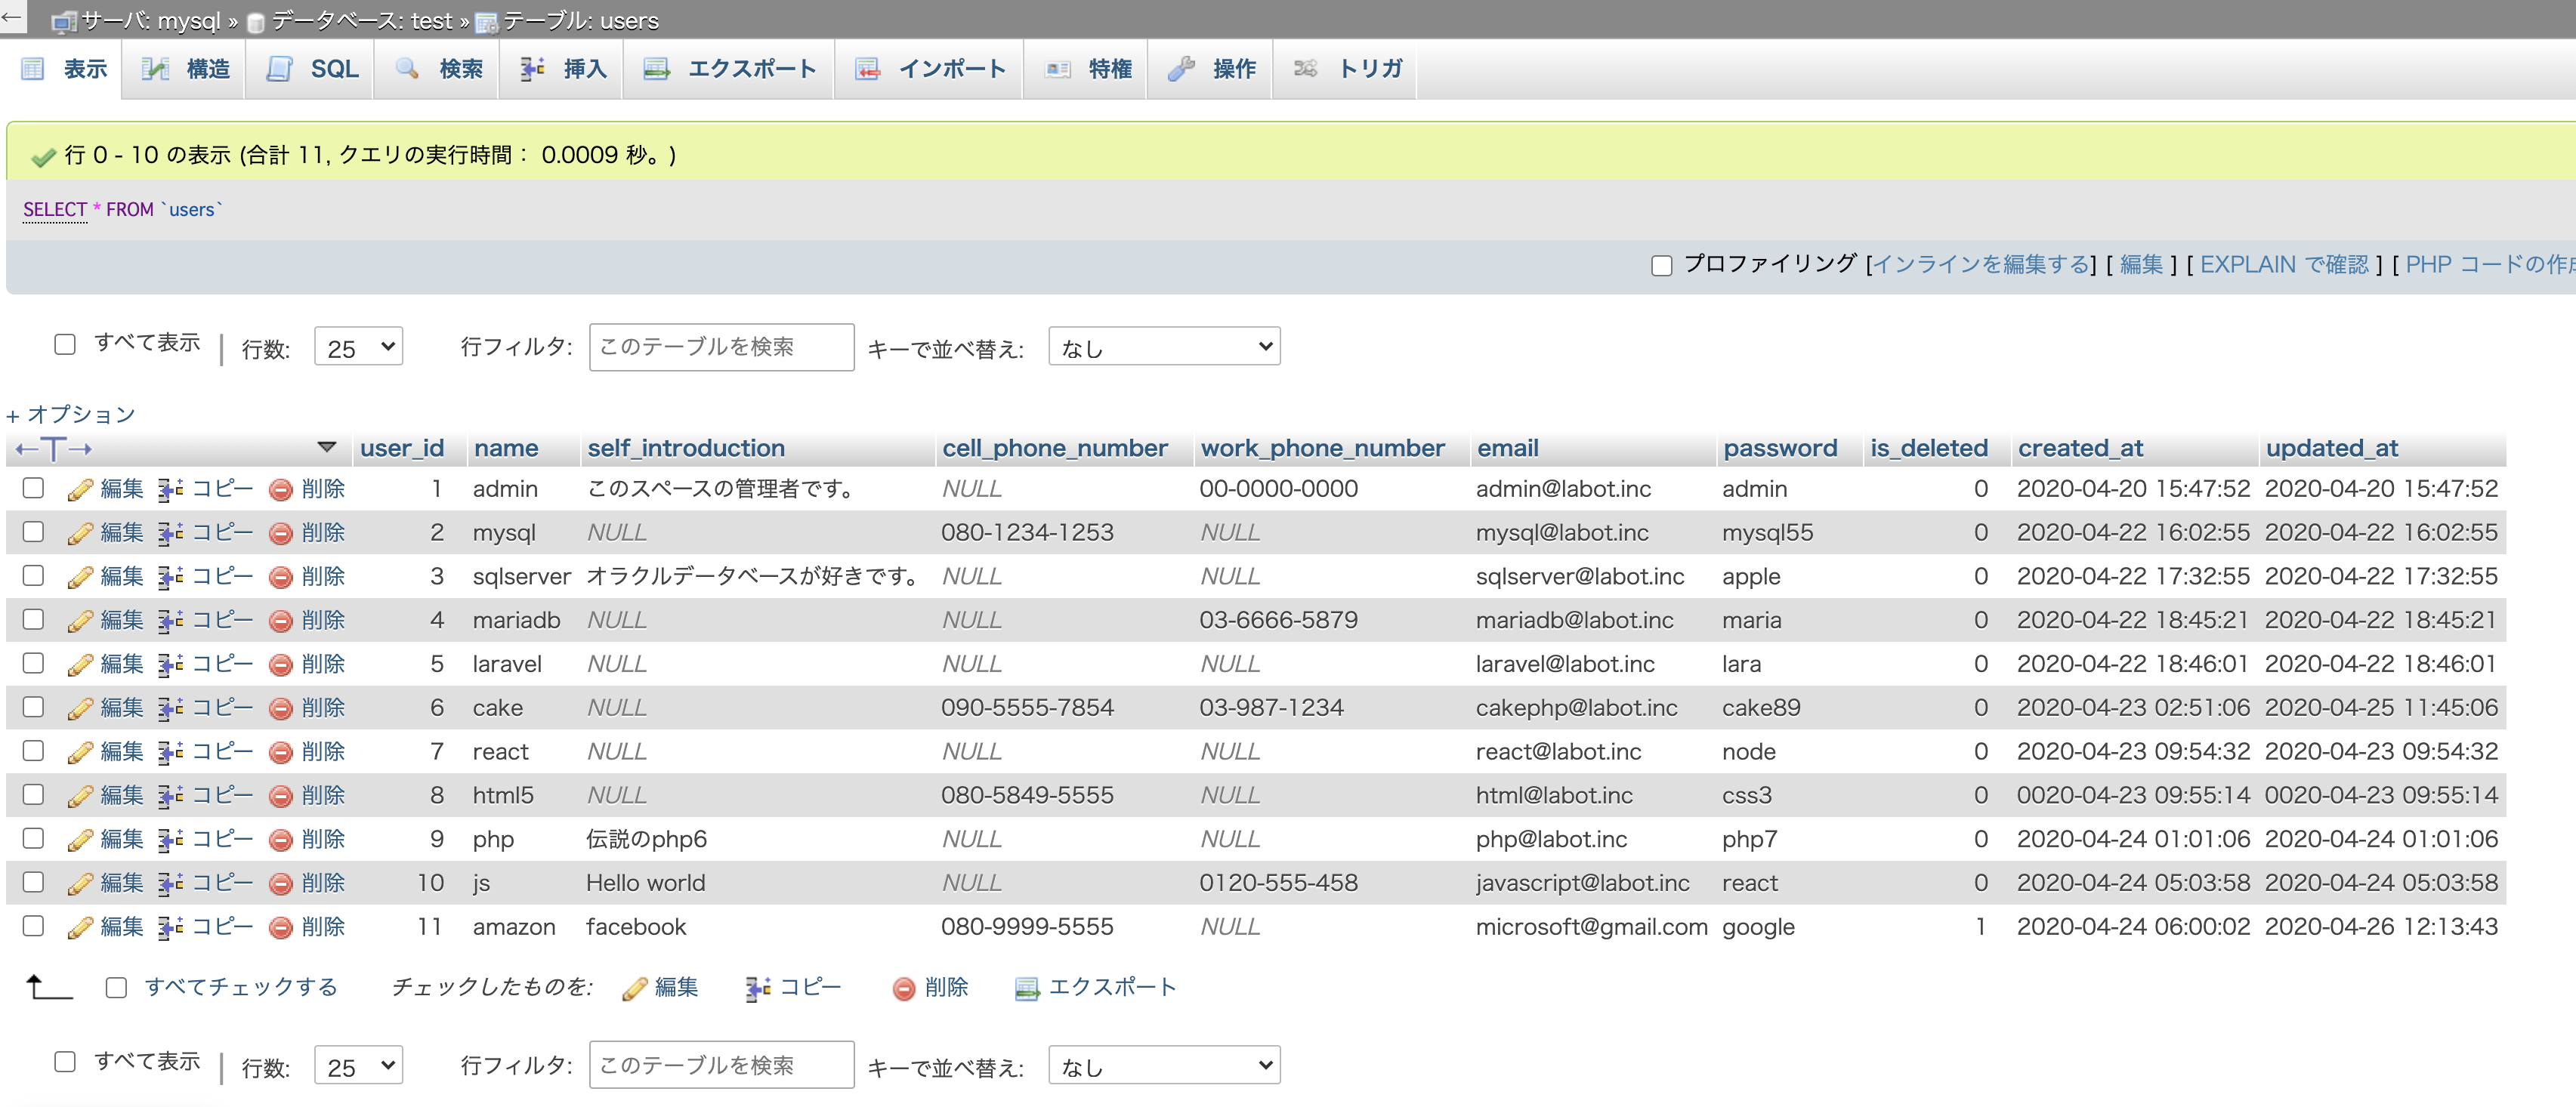 ← サーバ: mysql » データベース: test » テーブル: users
表示 構造 SQL 検索 挿入 エクスポート インポート 特権 操作 トリガ
行 0 - 10 の表示 (合計 11, クエリの実行時間： 0.0009 秒。)
SELECT * FROM `users`
プロファイリング [インラインを編集する] [ 編集 ] [ EXPLAIN で確認 ] [ PHP コードの作成
すべて表示 | 行数: 25 行フィルタ: このテーブルを検索 キーで並べ替え: なし
+ オプション
←T→ user_id name self_introduction cell_phone_number work_phone_number email password is_deleted created_at updated_at
編集 コピー 削除 1 admin このスペースの管理者です。 NULL 00-0000-0000 admin@labot.inc admin 0 2020-04-20 15:47:52 2020-04-20 15:47:52
編集 コピー 削除 2 mysql NULL 080-1234-1253 NULL mysql@labot.inc mysql55 0 2020-04-22 16:02:55 2020-04-22 16:02:55
編集 コピー 削除 3 sqlserver オラクルデータベースが好きです。 NULL NULL sqlserver@labot.inc apple 0 2020-04-22 17:32:55 2020-04-22 17:32:55
編集 コピー 削除 4 mariadb NULL NULL 03-6666-5879 mariadb@labot.inc maria 0 2020-04-22 18:45:21 2020-04-22 18:45:21
編集 コピー 削除 5 laravel NULL NULL NULL laravel@labot.inc lara 0 2020-04-22 18:46:01 2020-04-22 18:46:01
編集 コピー 削除 6 cake NULL 090-5555-7854 03-987-1234 cakephp@labot.inc cake89 0 2020-04-23 02:51:06 2020-04-25 11:45:06
編集 コピー 削除 7 react NULL NULL NULL react@labot.inc node 0 2020-04-23 09:54:32 2020-04-23 09:54:32
編集 コピー 削除 8 html5 NULL 080-5849-5555 NULL html@labot.inc css3 0 0020-04-23 09:55:14 0020-04-23 09:55:14
編集 コピー 削除 9 php 伝説のphp6 NULL NULL php@labot.inc php7 0 2020-04-24 01:01:06 2020-04-24 01:01:06
編集 コピー 削除 10 js Hello world NULL 0120-555-458 javascript@labot.inc react 0 2020-04-24 05:03:58 2020-04-24 05:03:58
編集 コピー 削除 11 amazon facebook 080-9999-5555 NULL microsoft@gmail.com google 1 2020-04-24 06:00:02 2020-04-26 12:13:43
すべてチェックする チェックしたものを: 編集 コピー 削除 エクスポート
すべて表示 | 行数: 25 行フィルタ: このテーブルを検索 キーで並べ替え: なし